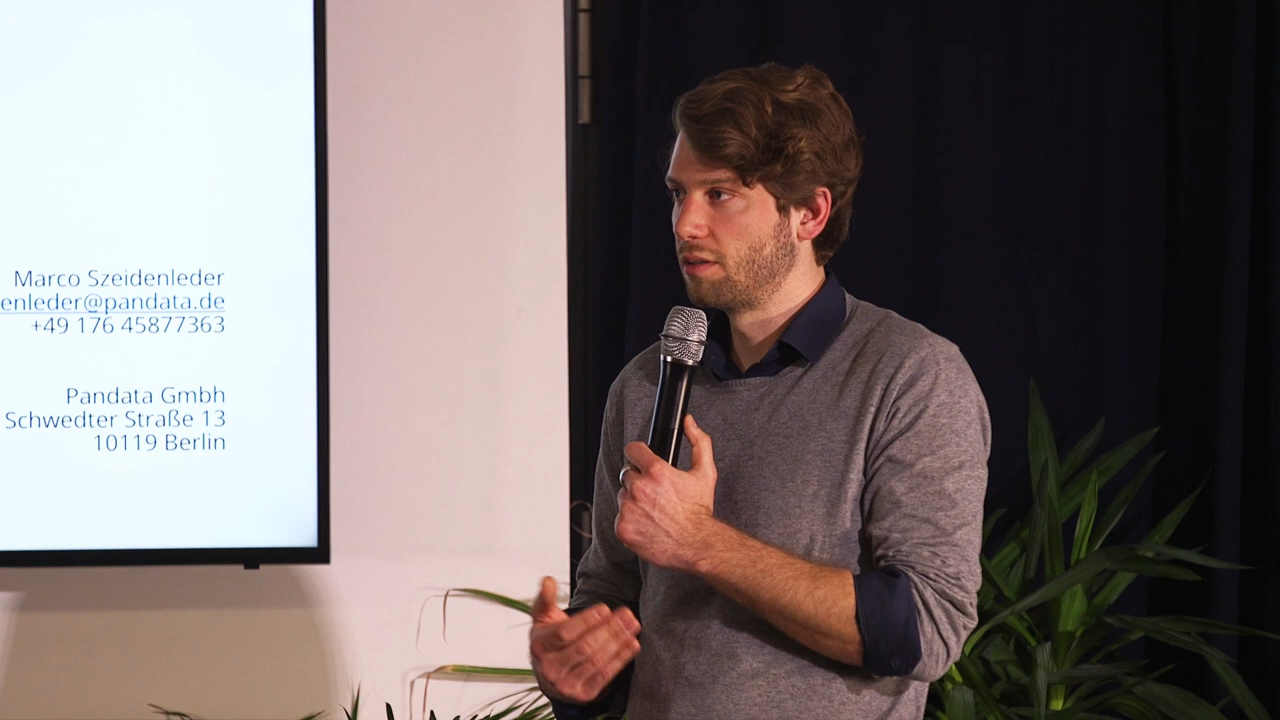 Marco Szeidenleder
enleder@pandata.de
+49 176 45877363
Pandata Gmbh
Schwedter Straße 13
10119 Berlin